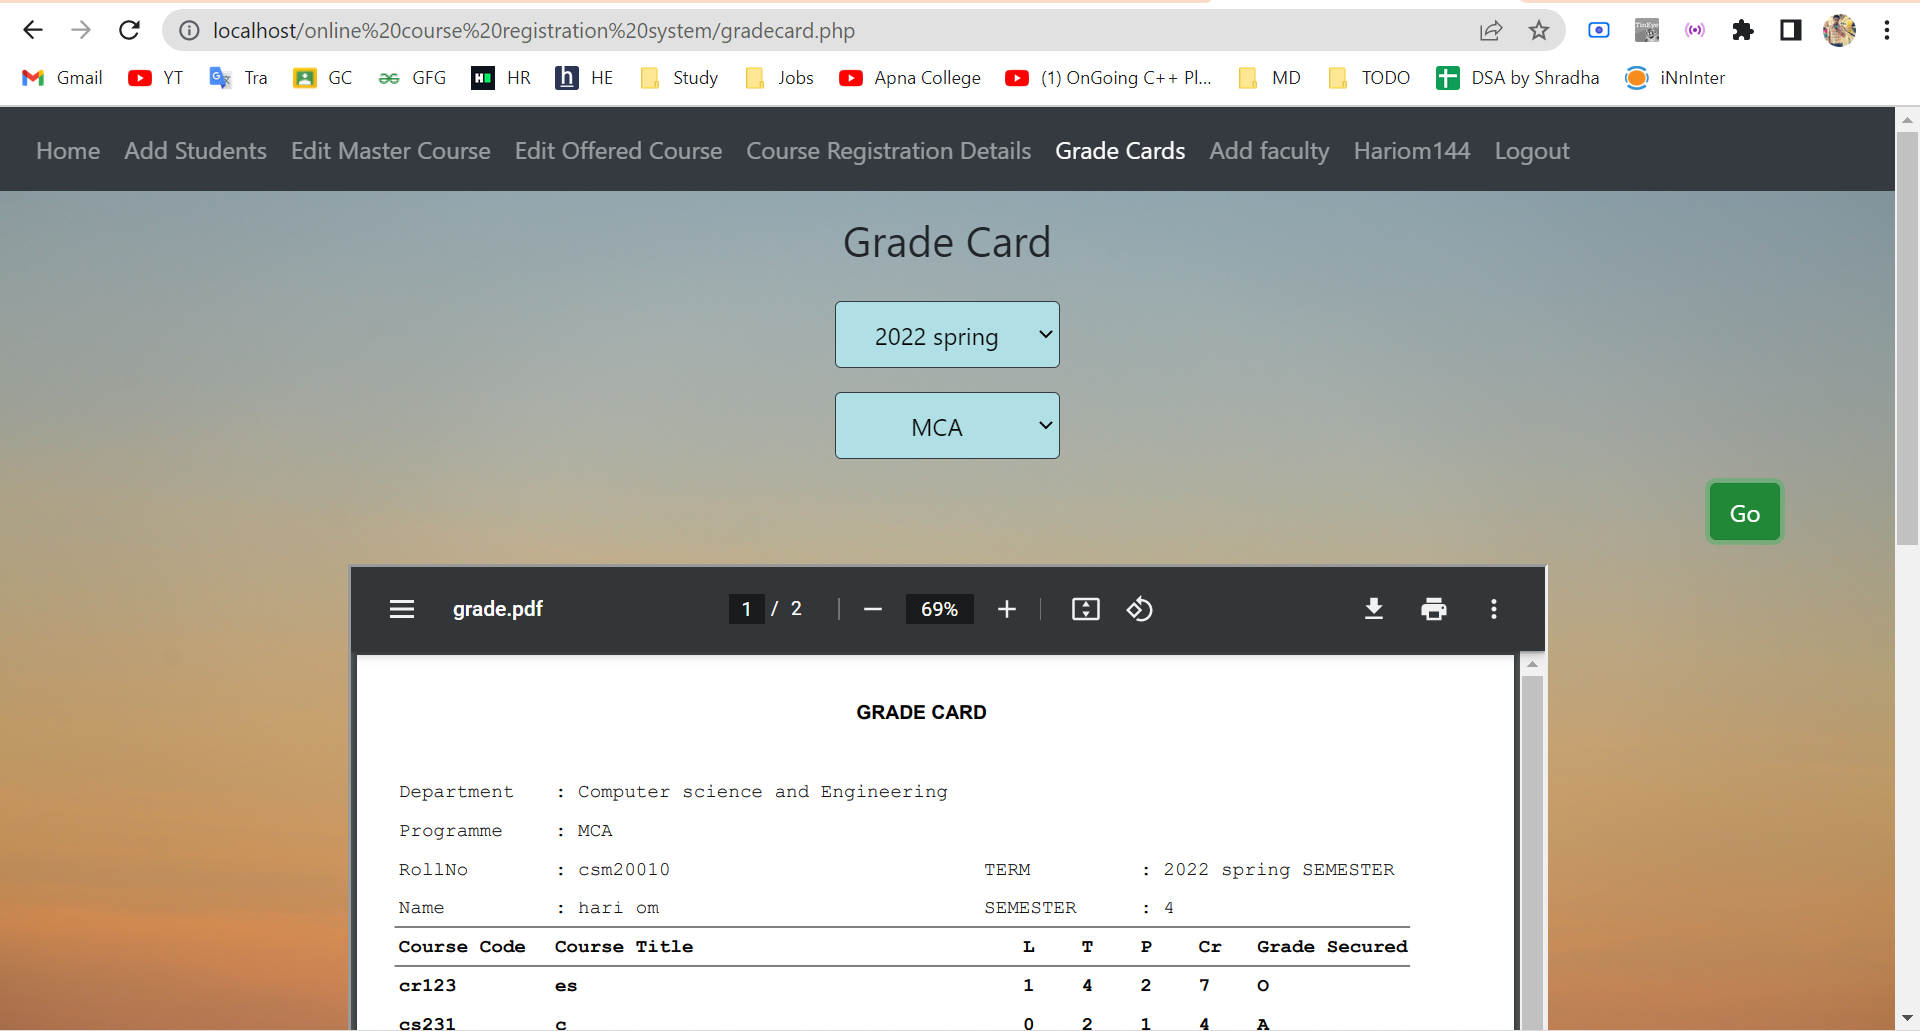 localhost/online%20course%20registration%20system/gradecard.php
Gmail YT Tra GC GFG HR HE Study Jobs Apna College (1) OnGoing C++ Pl... MD TODO DSA by Shradha iNnInter
Home Add Students Edit Master Course Edit Offered Course Course Registration Details Grade Cards Add faculty Hariom144 Logout
Grade Card
2022 spring
MCA
Go
grade.pdf 1 / 2 69%
GRADE CARD
Department : Computer science and Engineering
Programme : MCA
RollNo : csm20010 TERM : 2022 spring SEMESTER
Name : hari om SEMESTER : 4
Course Code Course Title L T P Cr Grade Secured
cr123 es 1 4 2 7 O
cs231 c 0 2 1 4 A